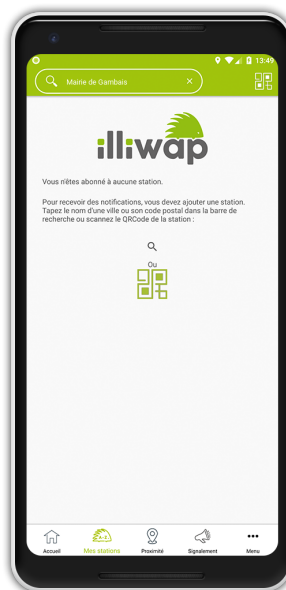 13:49
Mairie de Gambais
illiwap
Vous n'êtes abonné à aucune station.
Pour recevoir des notifications, vous devez ajouter une station.
Tapez le nom d'une ville ou son code postal dans la barre de
recherche ou scannez le QRCode de la station :
Ou
A-Z
Accueil Mes stations Proximité Signalement Menu